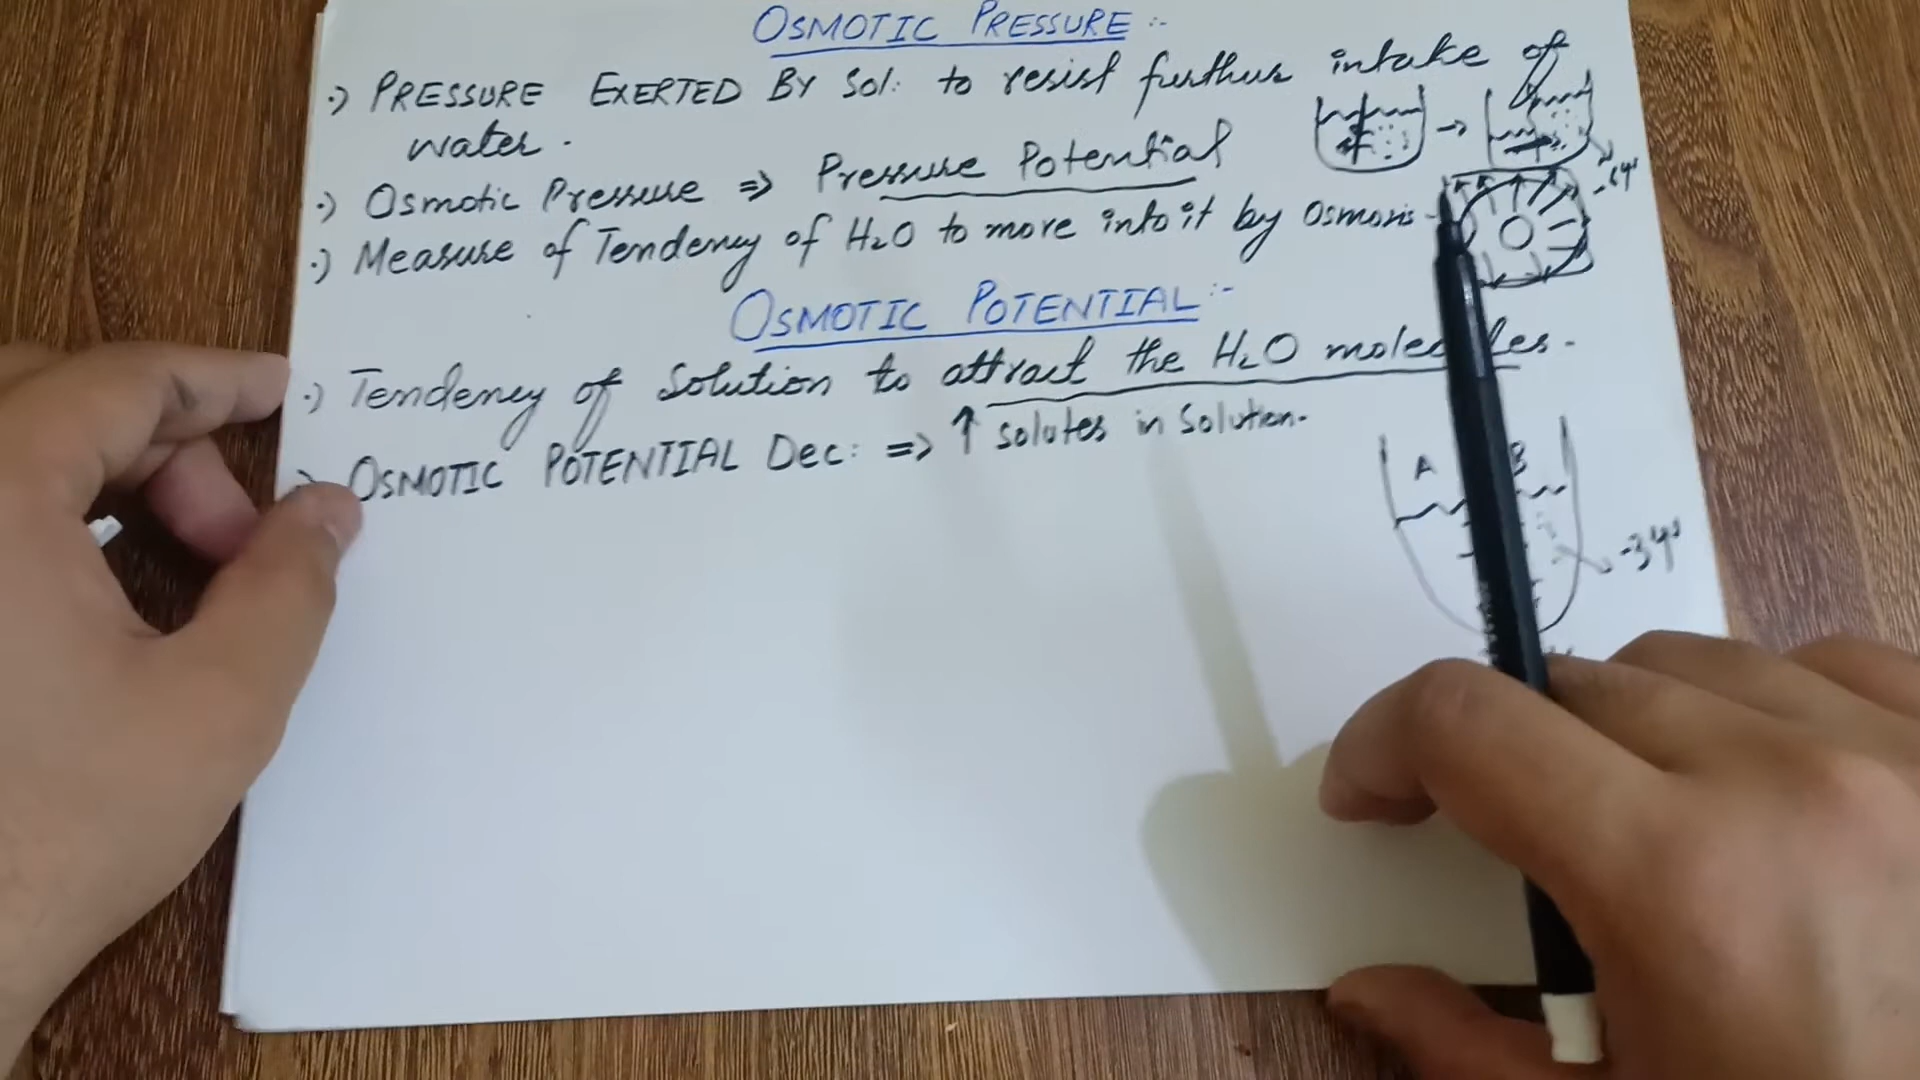 OSMOTIC PRESSURE :-
·) PRESSURE EXERTED BY Sol: to resist further intake of
water.
·) Osmotic Pressure => Pressure Potential
·) Measure of Tendency of H2O to more into it by Osmosis
OSMOTIC POTENTIAL :-
·) Tendency of Solution to attract the H2O molecules.
OSMOTIC POTENTIAL Dec: => ↑ solutes in Solution.
A B